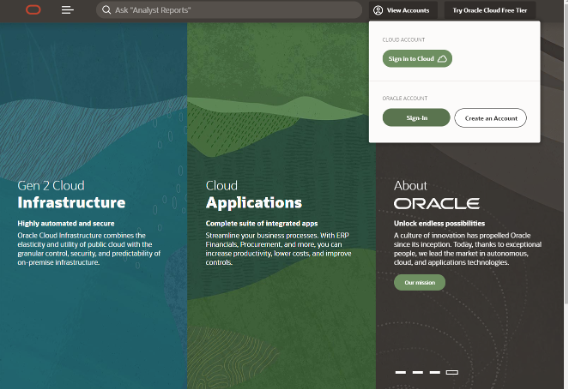 Ask "Analyst Reports"
View Accounts
Try Oracle Cloud Free Tier
CLOUD ACCOUNT
Sign in to Cloud
ORACLE ACCOUNT
Sign-In
Create an Account
Gen 2 Cloud
Infrastructure
Highly automated and secure
Oracle Cloud Infrastructure combines the
elasticity and utility of public cloud with the
granular control, security, and predictability of
on-premise infrastructure.
Cloud
Applications
Complete suite of integrated apps
Streamline your business processes. With ERP
Financials, Procurement, and more, you can
increase productivity, lower costs, and improve
controls.
About
ORACLE
Unlock endless possibilities
A culture of innovation has propelled Oracle
since its inception. Today, thanks to exceptional
people, we lead the market in autonomous,
cloud, and applications technologies.
Our mission